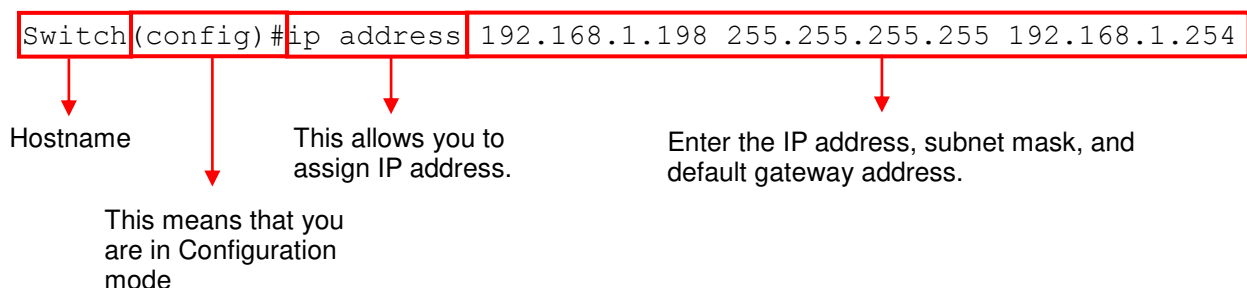 Switch(config)#ip address 192.168.1.198 255.255.255.255 192.168.1.254
Hostname
This allows you to
assign IP address.
Enter the IP address, subnet mask, and
default gateway address.
This means that you
are in Configuration
mode